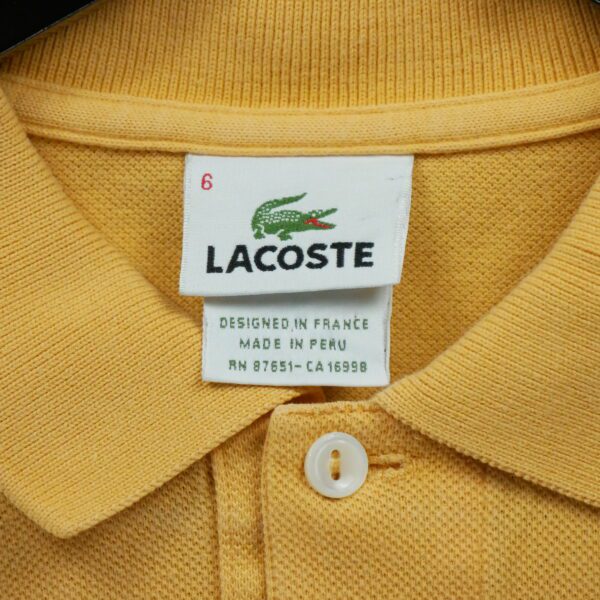 6
LACOSTE
DESIGNED IN FRANCE
MADE IN PERU
RN 87651-CA 16998